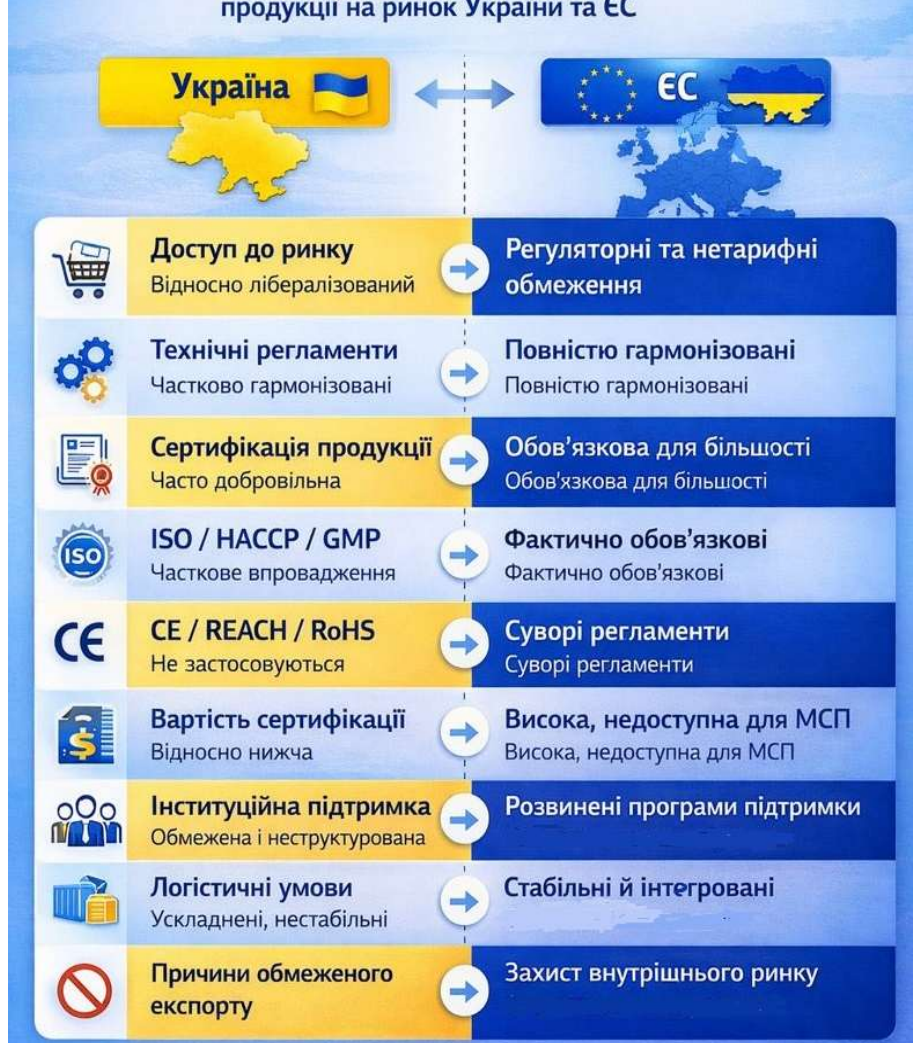 продукції на ринок України та ЄС
Україна
ЄС
Доступ до ринку
Відносно лібералізований
Регуляторні та нетарифні
обмеження
Технічні регламенти
Частково гармонізовані
Повністю гармонізовані
Повністю гармонізовані
Сертифікація продукції
Часто добровільна
Обов’язкова для більшості
Обов'язкова для більшості
ISO
ISO / HACCP / GMP
Часткове впровадження
Фактично обов’язкові
Фактично обов'язкові
CE
CE / REACH / RoHS
Не застосовуються
Суворі регламенти
Суворі регламенти
$
Вартість сертифікації
Відносно нижча
Висока, недоступна для МСП
Висока, недоступна для МСП
Інституційна підтримка
Обмежена і неструктурована
Розвинені програми підтримки
Логістичні умови
Ускладнені, нестабільні
Стабільні й інтегровані
Причини обмеженого
експорту
Захист внутрішнього ринку